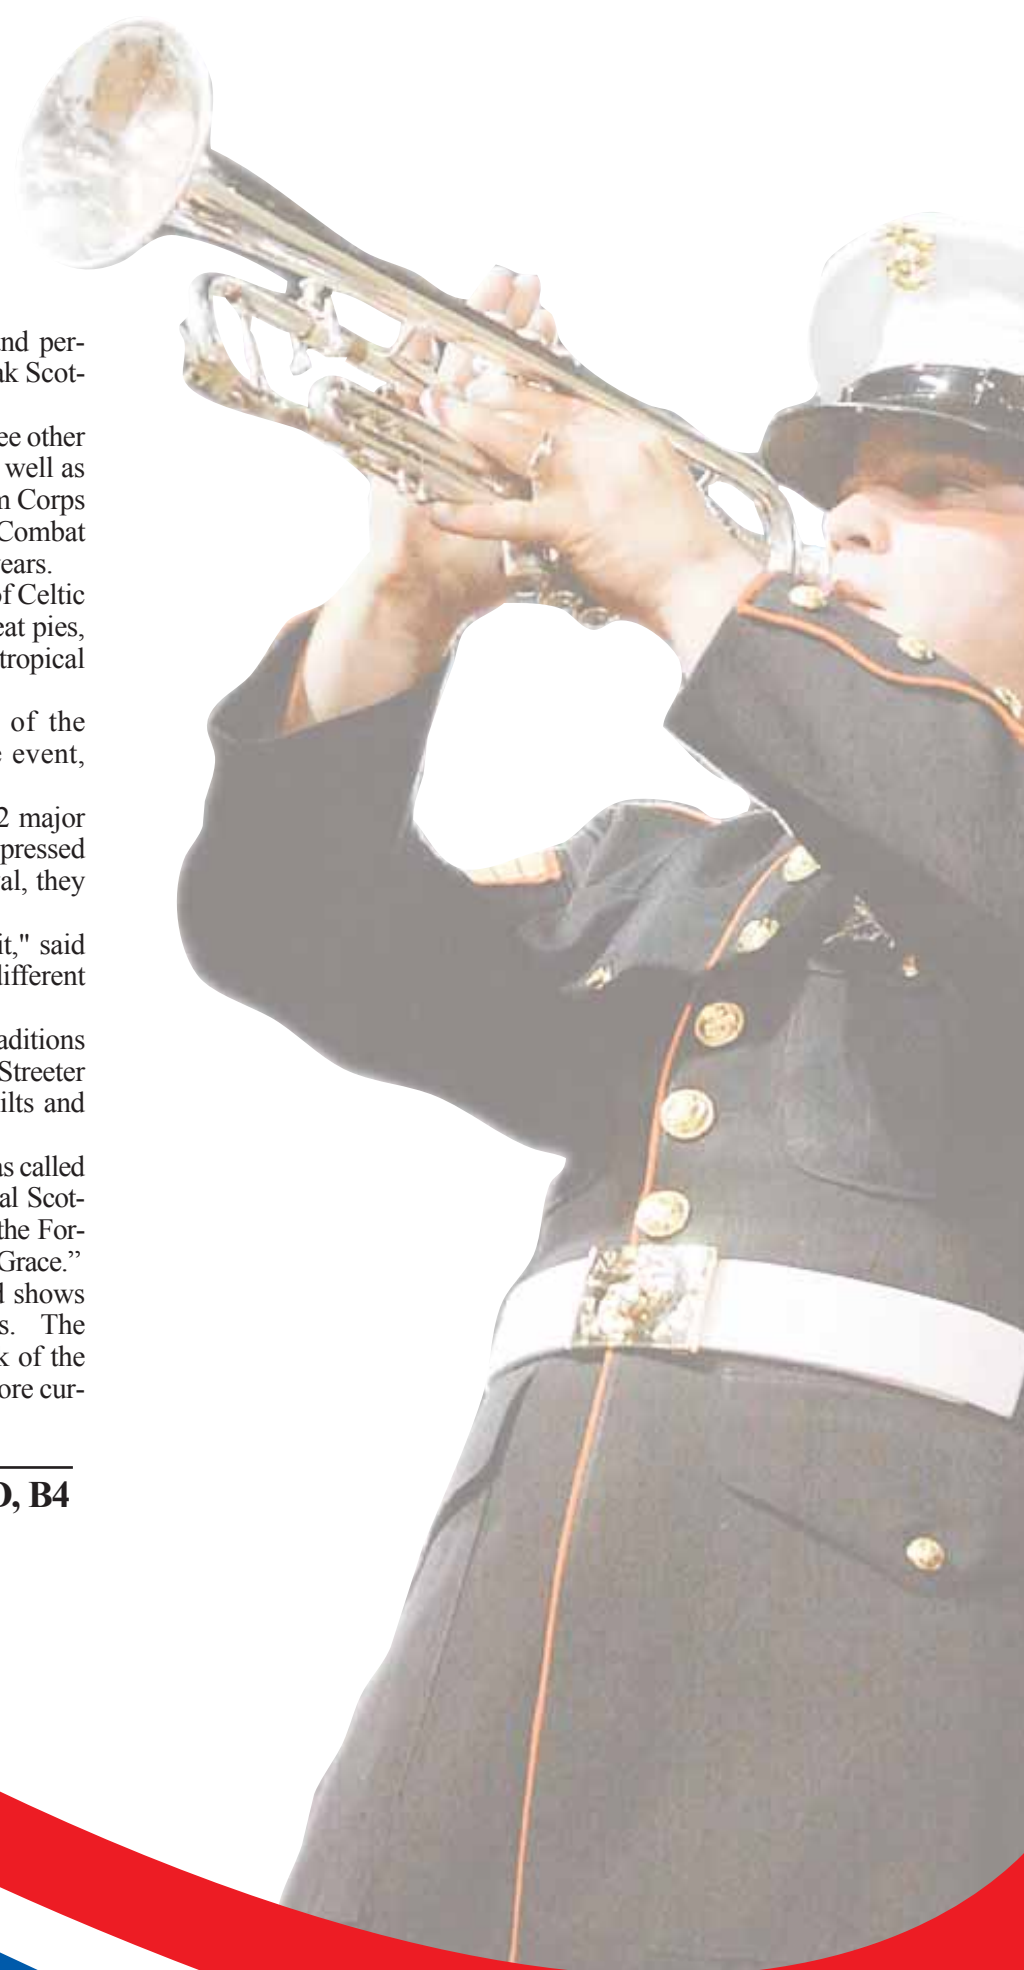 nd per-
ak Scot-
ee other
well as
n Corps
Combat
ears.
of Celtic
eat pies,
tropical
of the
e event,
2 major
pressed
al, they
it," said
different
aditions
Streeter
ilts and
as called
al Scot-
the For-
Grace.”
d shows
s. The
k of the
ore cur-
O, B4